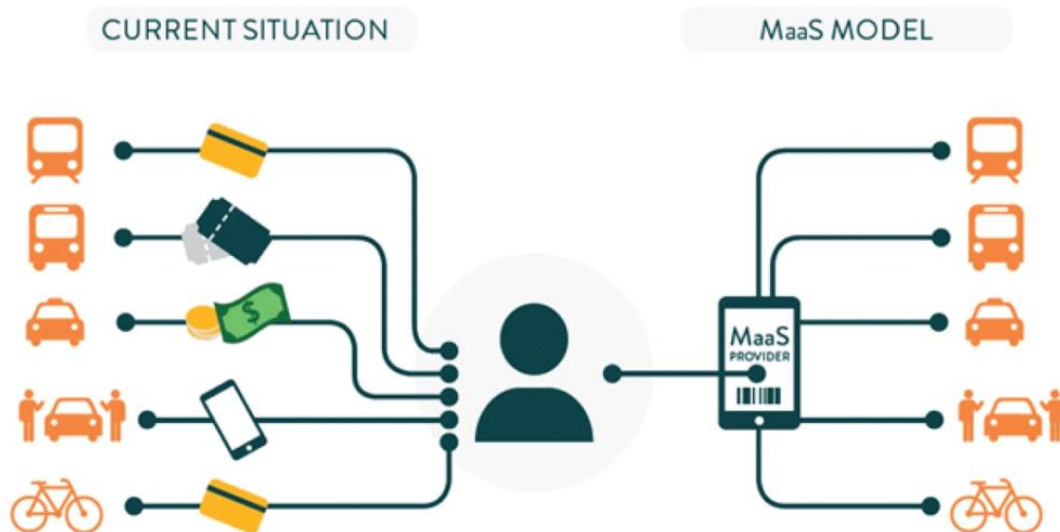 CURRENT SITUATION
MaaS MODEL
$
MaaS
PROVIDER